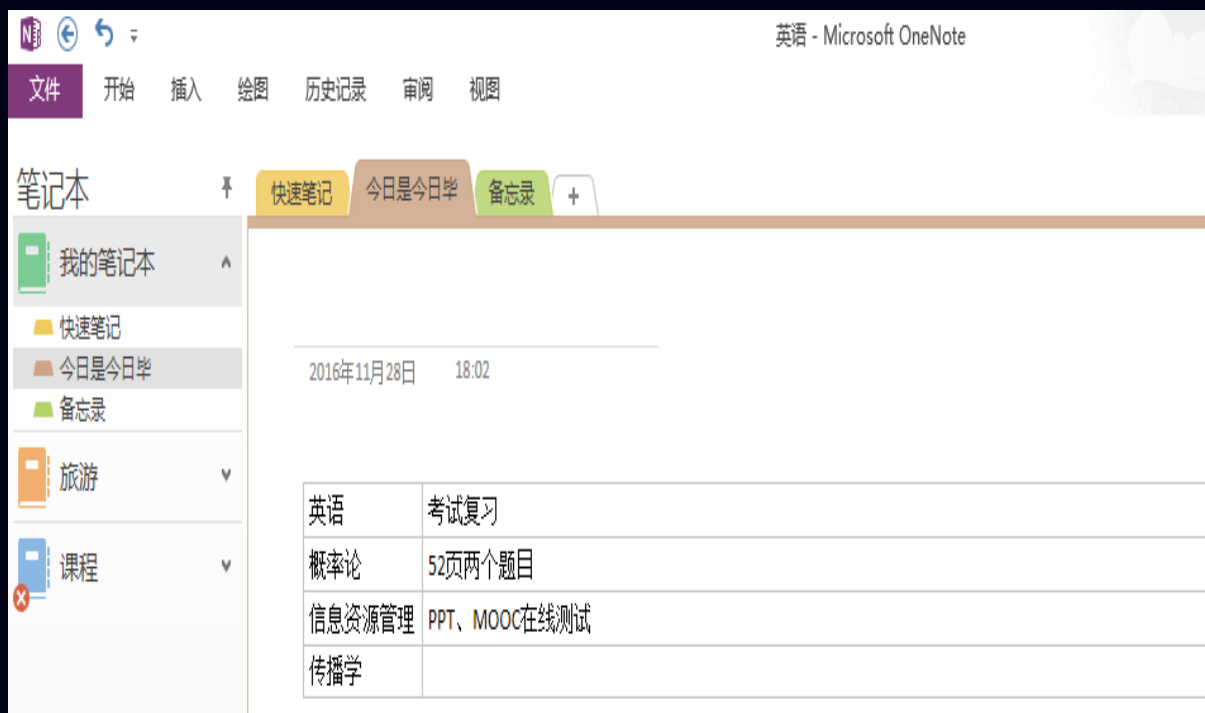 英语 - Microsoft OneNote
文件 开始 插入 绘图 历史记录 审阅 视图
笔记本
快速笔记 今日是今日毕 备忘录 +
我的笔记本
快速笔记
今日是今日毕
备忘录
旅游
课程
2016年11月28日 18:02
英语 考试复习
概率论 52页两个题目
信息资源管理 PPT、MOOC在线测试
传播学